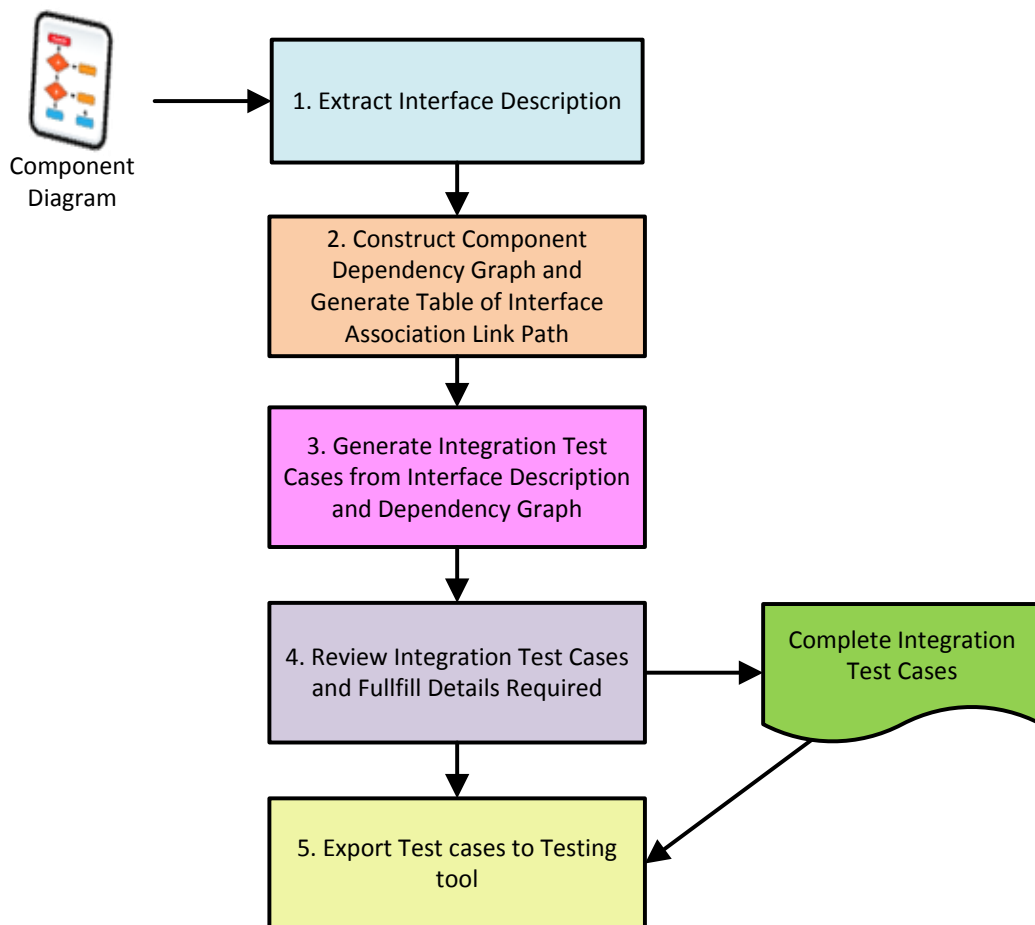 Component
Diagram
1. Extract Interface Description
2. Construct Component
Dependency Graph and
Generate Table of Interface
Association Link Path
3. Generate Integration Test
Cases from Interface Description
and Dependency Graph
4. Review Integration Test Cases
and Fullfill Details Required
Complete Integration
Test Cases
5. Export Test cases to Testing
tool